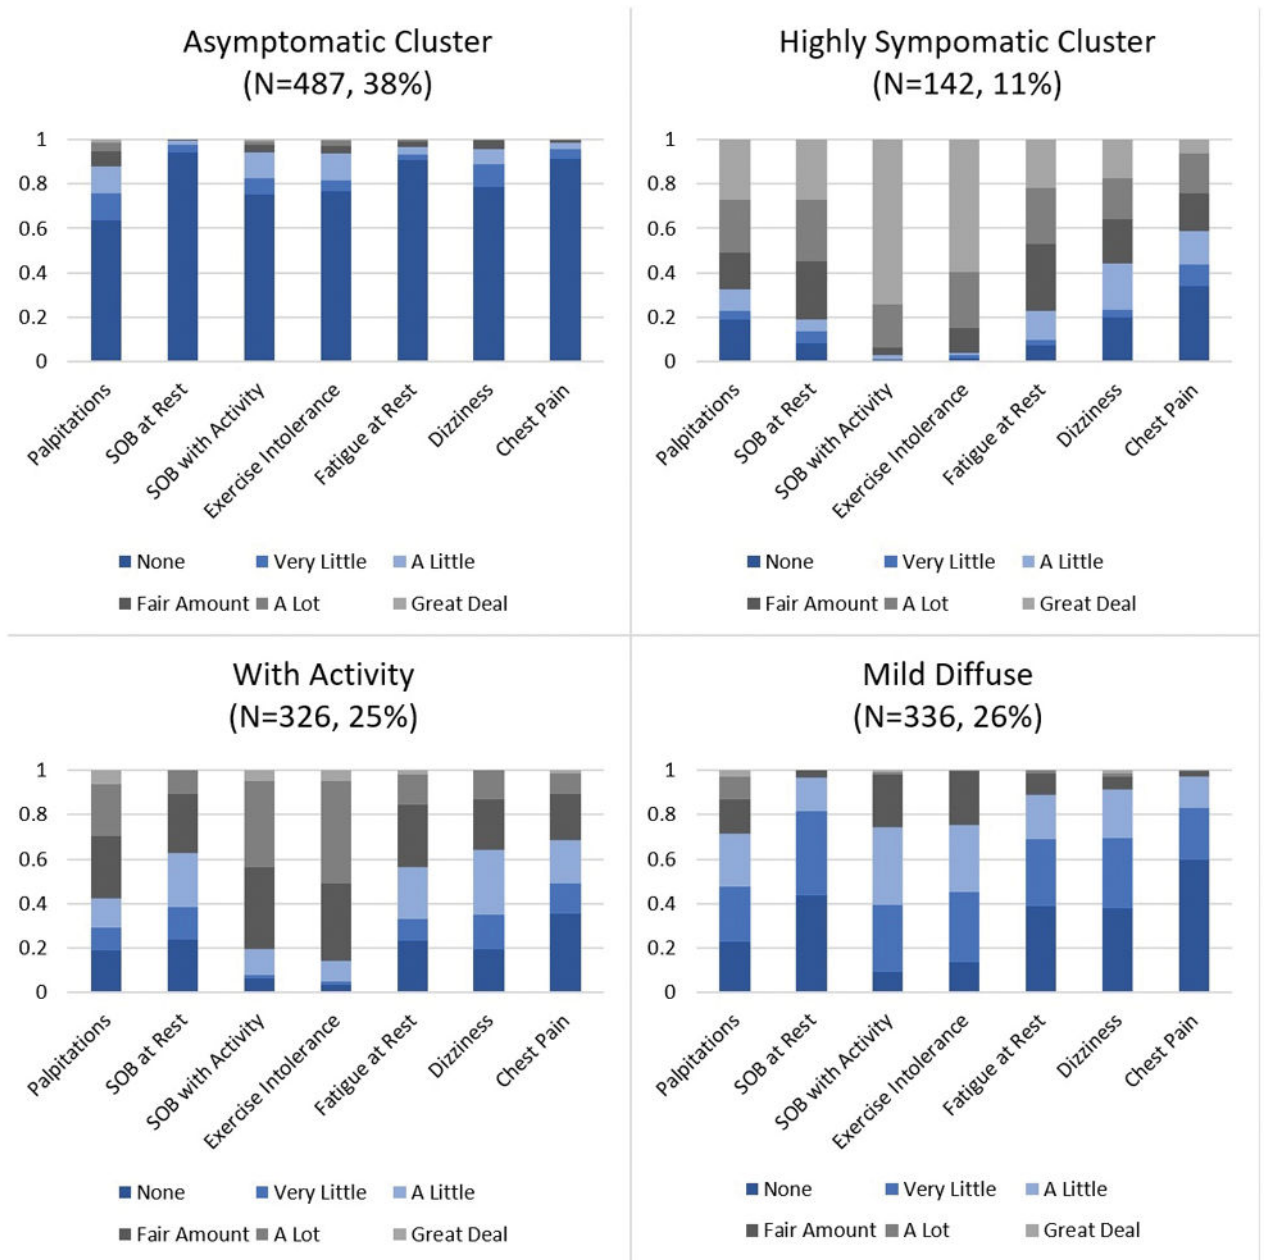 Asymptomatic Cluster
(N=487, 38%)
1
0.8
0.6
0.4
0.2
0
Palpitations
SOB at Rest
SOB with Activity
Exercise Intolerance
Fatigue at Rest
Dizziness
Chest Pain
None Very Little A Little
Fair Amount A Lot Great Deal
Highly Sympomatic Cluster
(N=142, 11%)
1
0.8
0.6
0.4
0.2
0
Palpitations
SOB at Rest
SOB with Activity
Exercise Intolerance
Fatigue at Rest
Dizziness
Chest Pain
None Very Little A Little
Fair Amount A Lot Great Deal
With Activity
(N=326, 25%)
1
0.8
0.6
0.4
0.2
0
Palpitations
SOB at Rest
SOB with Activity
Exercise Intolerance
Fatigue at Rest
Dizziness
Chest Pain
None Very Little A Little
Fair Amount A Lot Great Deal
Mild Diffuse
(N=336, 26%)
1
0.8
0.6
0.4
0.2
0
Palpitations
SOB at Rest
SOB with Activity
Exercise Intolerance
Fatigue at Rest
Dizziness
Chest Pain
None Very Little A Little
Fair Amount A Lot Great Deal